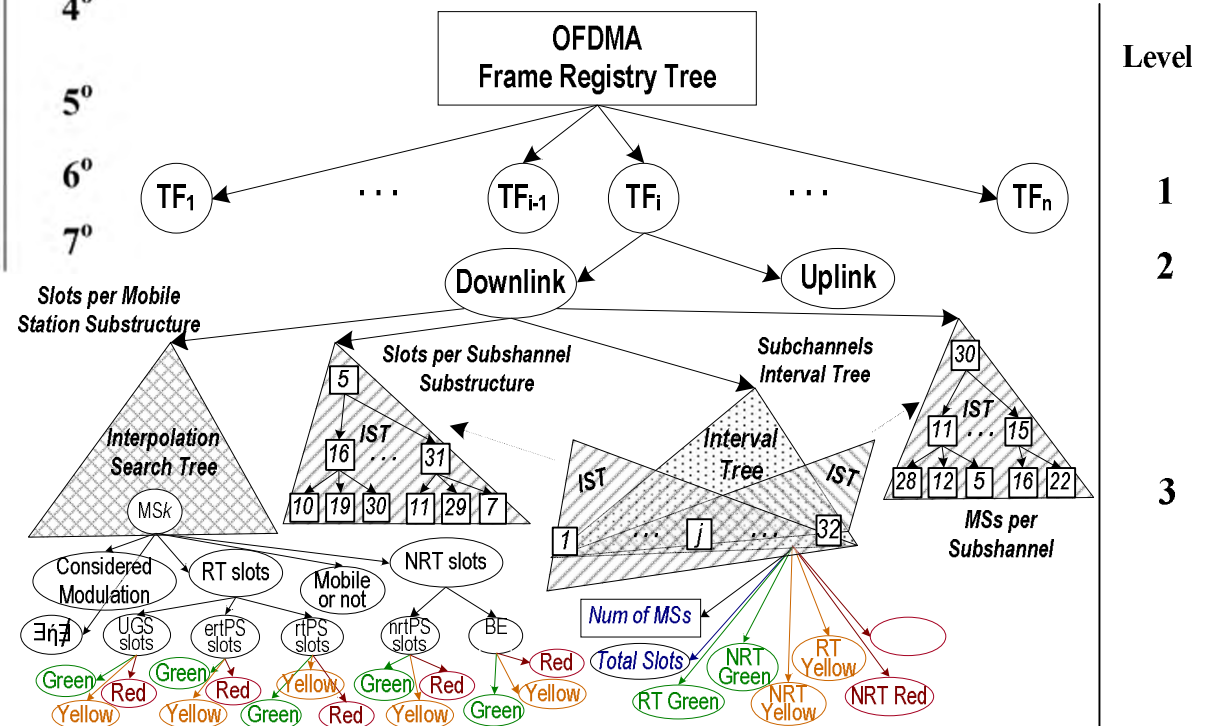 4º
5º
6º
7º
OFDMA
Frame Registry Tree
Level
TF1
...
TFi-1
TFi
...
TFn
1
Downlink
Uplink
2
Slots per Mobile
Station Substructure
Slots per Subshannel
Substructure
Subchannels
Interval Tree
Interpolation
Search Tree
MSk
5
IST
16
...
31
10
19
30
11
29
7
IST
Interval
Tree
IST
1
...
j
...
32
30
IST
11
...
15
28
12
5
16
22
MSs per
Subshannel
3
Considered
Modulation
RT slots
Mobile
or not
NRT slots
∃ή∄
UGS
slots
ertPS
slots
rtPS
slots
nrtPS
slots
BE
Green
Yellow
Red
Green
Yellow
Red
Green
Yellow
Red
Green
Yellow
Red
Green
Yellow
Red
Num of MSs
Total Slots
RT Green
NRT
Green
NRT
Yellow
RT
Yellow
NRT Red